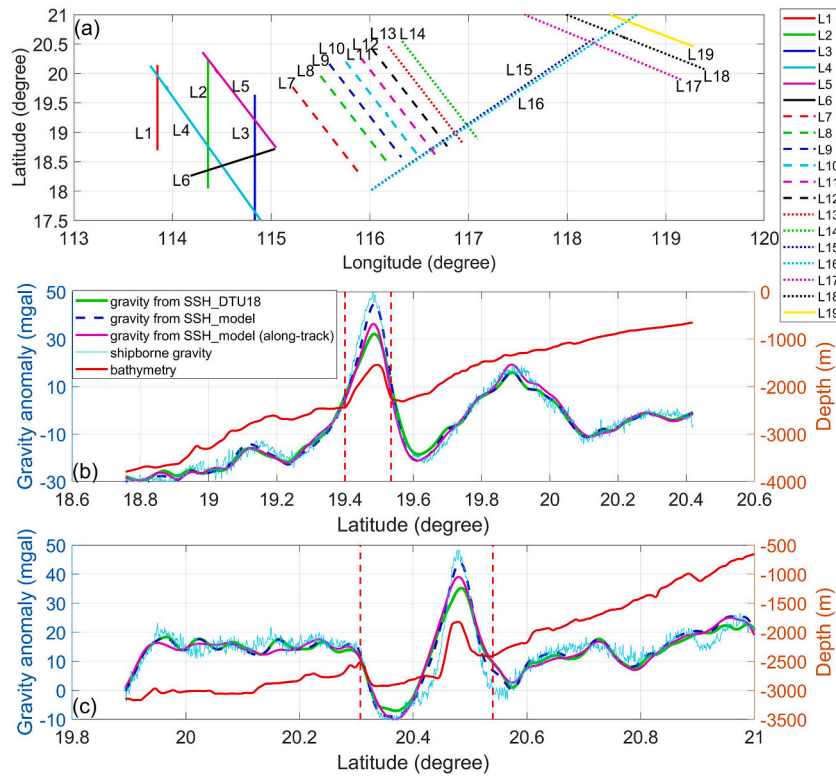 (a)
21
20.5
20
19.5
19
18.5
18
17.5
Latitude (degree)
L1
L2
L3
L4
L5
L6
L7
L8
L9
L10
L11
L12
L13
L14
L15
L16
L17
L18
L19
113
114
115
116
117
118
119
120
Longitude (degree)
L1
L2
L3
L4
L5
L6
L7
L8
L9
L10
L11
L12
L13
L14
L15
L16
L17
L18
L19
gravity from SSH_DTU18
gravity from SSH_model
gravity from SSH_model (along-track)
shipborne gravity
bathymetry
50
30
10
-10
-30
Gravity anomaly (mgal)
(b)
0
-1000
-2000
-3000
-4000
Depth (m)
18.6
18.8
19
19.2
19.4
19.6
19.8
20
20.2
20.4
20.6
Latitude (degree)
50
40
30
20
10
0
-10
Gravity anomaly (mgal)
(c)
-500
-1000
-1500
-2000
-2500
-3000
-3500
Depth (m)
19.8
20
20.2
20.4
20.6
20.8
21
Latitude (degree)